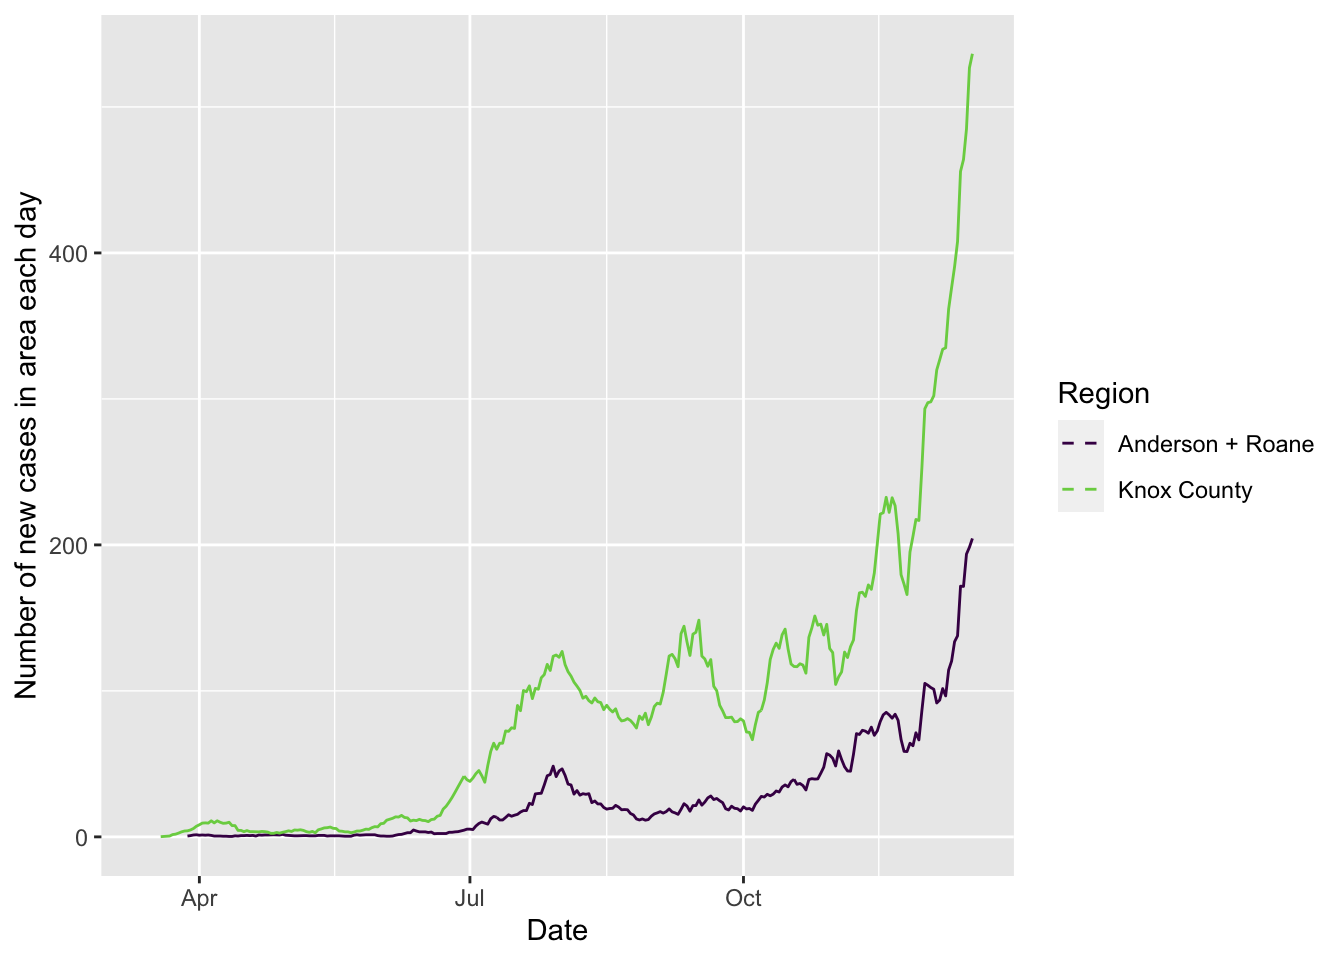 Number of new cases in area each day
400
200
0
Apr
Jul
Oct
Date
Region
Anderson + Roane
Knox County